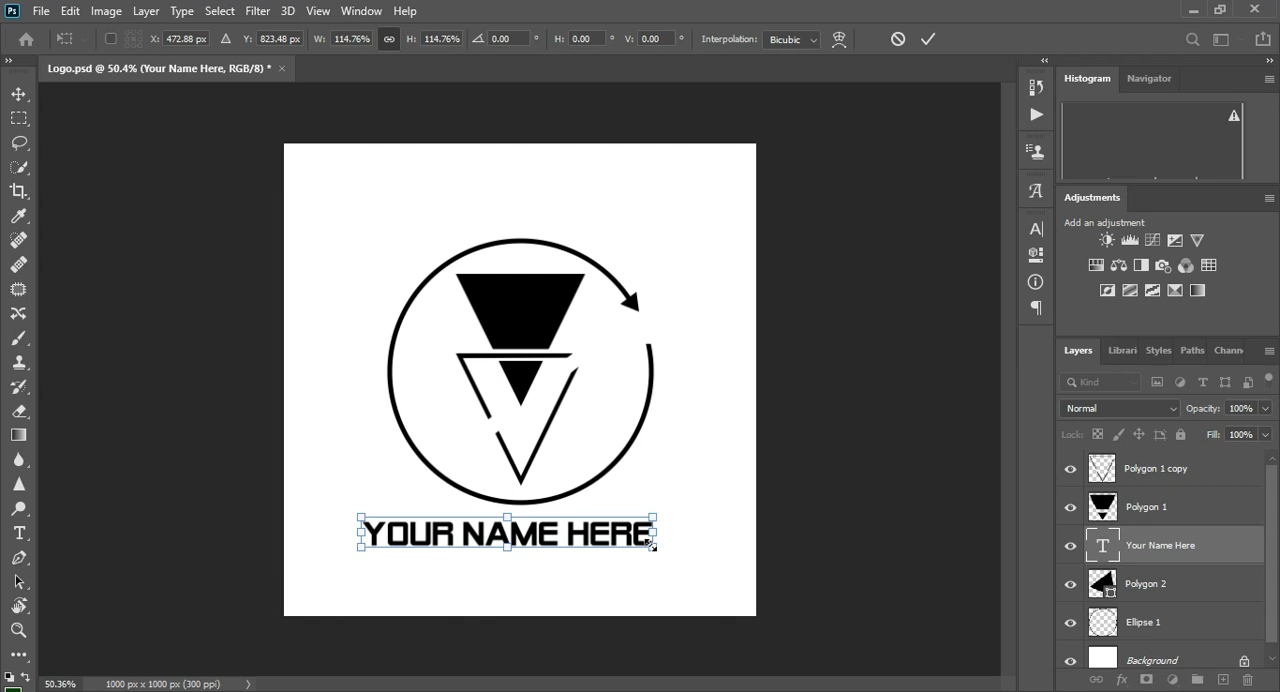 Ps File Edit Image Layer Type Select Filter 3D View Window Help
X: 472.88 px Y: 823.48 px W: 114.76% H: 114.76% 0.00 ° H: 0.00 ° V: 0.00 ° Interpolation: Bicubic
Logo.psd @ 50.4% (Your Name Here, RGB/8) * ×
Histogram Navigator
Adjustments
Add an adjustment
Layers Librari Styles Paths Chann
Kind
Normal Opacity: 100%
Lock: Fill: 100%
Polygon 1 copy
Polygon 1
YOUR NAME HERE
T Your Name Here
Polygon 2
Ellipse 1
Background
50.36% 1000 px x 1000 px (300 ppi)